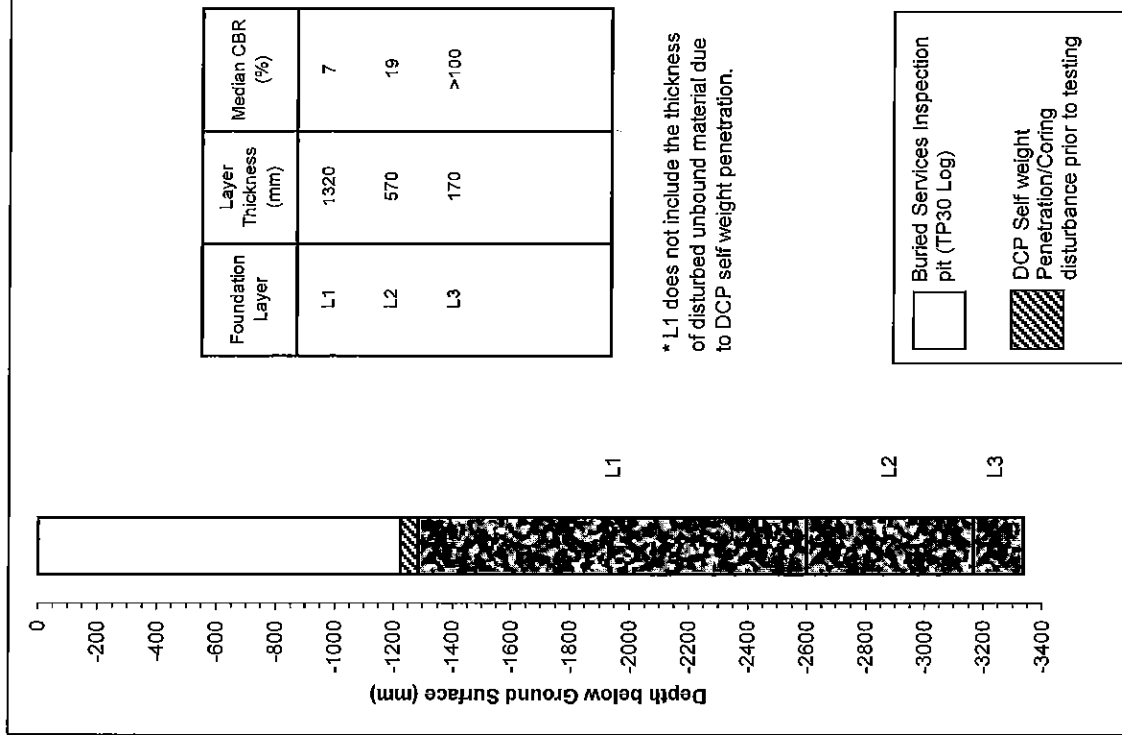 Depth below Ground Surface (mm)
0
-200
-400
-600
-800
-1000
-1200
-1400
-1600
-1800
-2000
-2200
-2400
-2600
-2800
-3000
-3200
-3400
L1
L2
L3
Foundation
Layer
Layer
Thickness
(mm)
Median CBR
(%)
L1
1320
7
L2
570
19
L3
170
>100
* L1 does not include the thickness
of disturbed unbound material due
to DCP self weight penetration.
Buried Services Inspection
pit (TP30 Log)
DCP Self weight
Penetration/Coring
disturbance prior to testing